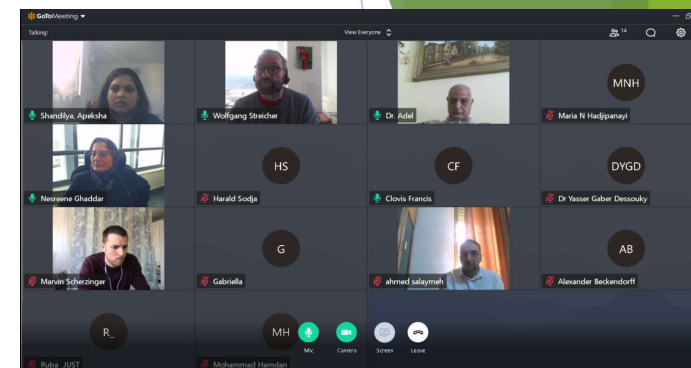 GoToMeeting
Talking:
View Everyone
14
Shandilya, Apeksha
Wolfgang Streicher
Dr. Adel
MNH
Maria N Hadjipanayi
Nesreene Ghaddar
HS
Harald Sodja
CF
Clovis Francis
DYGD
Dr Yasser Gaber Dessouky
Marvin Scherzinger
G
Gabriella
ahmed salaymeh
AB
Alexander Beckendorff
R_
Ruba_JUST
MH
Mohammad Hamdan
Mic
Camera
Screen
Leave